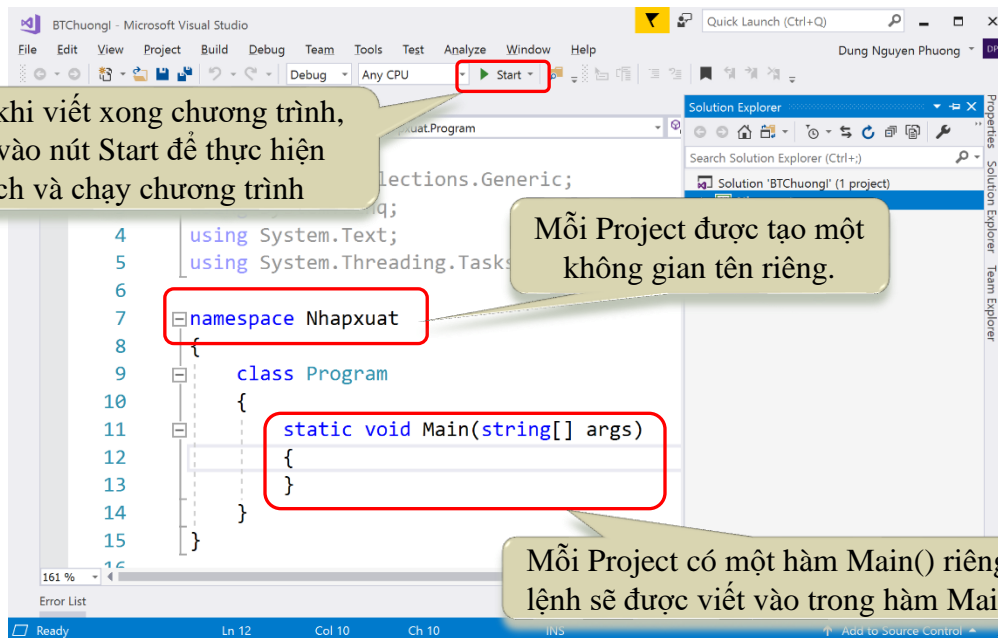 BTChuongI - Microsoft Visual Studio
Quick Launch (Ctrl+Q)
File Edit View Project Build Debug Team Tools Test Analyze Window Help
Dung Nguyen Phuong DP
Debug Any CPU Start
khi viết xong chương trình,
vào nút Start để thực hiện
ch và chạy chương trình
xuat.Program
Solution Explorer
Search Solution Explorer (Ctrl+;)
Solution 'BTChuongI' (1 project)
Properties
Solution Explorer
Team Explorer
lections.Generic;
nq;
4 using System.Text;
5 using System.Threading.Tasks
6
7 namespace Nhapxuat
8 {
9 class Program
10 {
11 static void Main(string[] args)
12 {
13 }
14 }
15 }
16
Mỗi Project được tạo một
không gian tên riêng.
Mỗi Project có một hàm Main() riêng
lệnh sẽ được viết vào trong hàm Mai
161 %
Error List
Ready Ln 12 Col 10 Ch 10 INS Add to Source Control